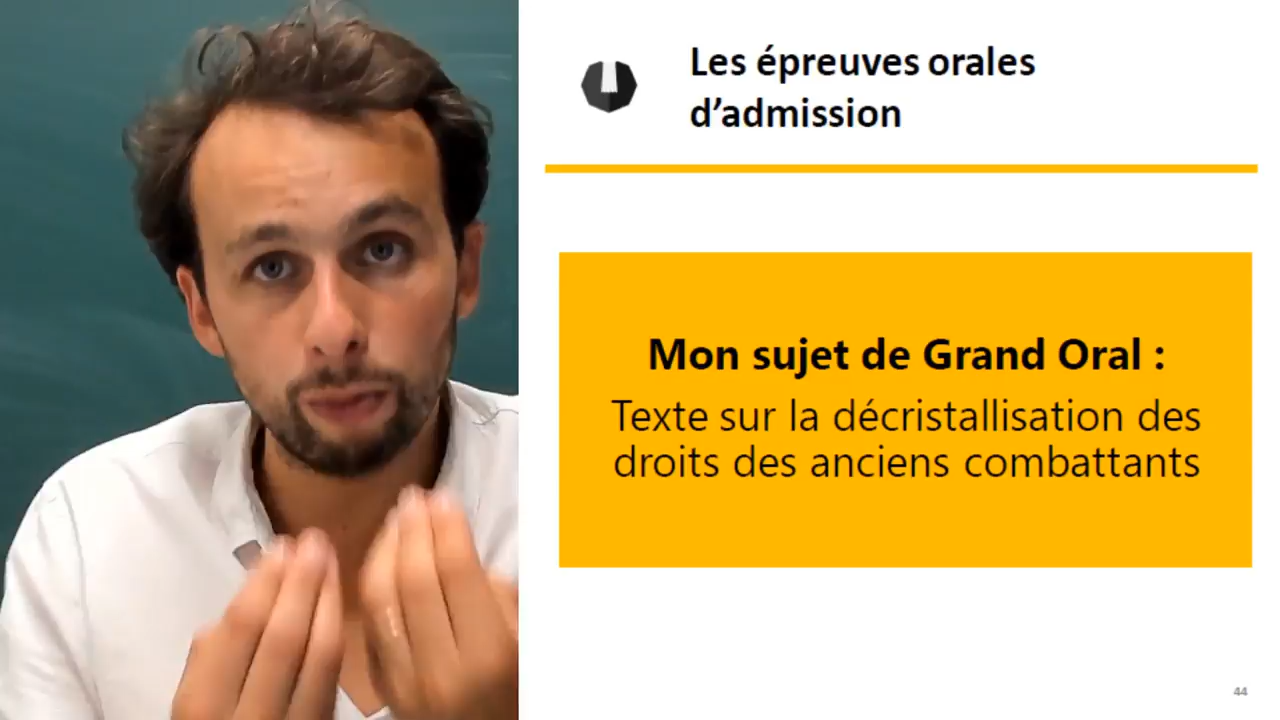 Les épreuves orales
d’admission
Mon sujet de Grand Oral :
Texte sur la décristallisation des
droits des anciens combattants
44